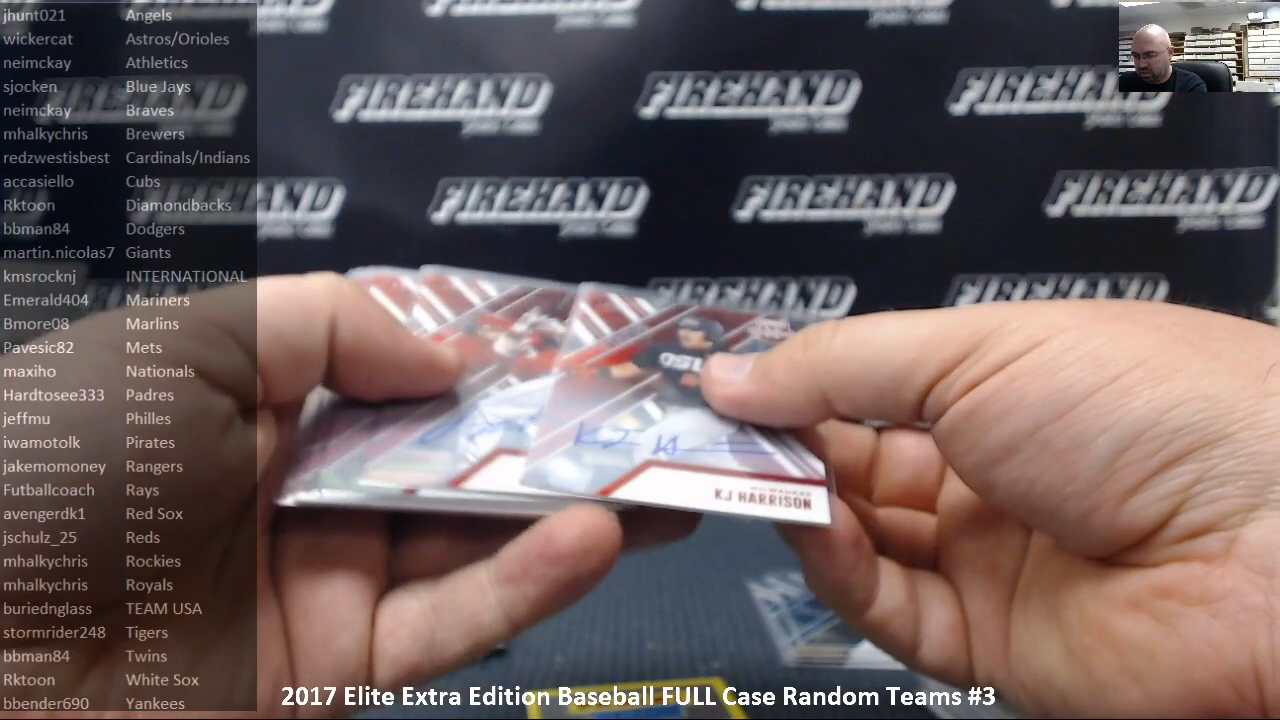 jhunt021 Angels
wickercat Astros/Orioles
neimckay Athletics
sjocken Blue Jays
neimckay Braves
mhalkychris Brewers
redzwestisbest Cardinals/Indians
accasiello Cubs
Rktoon Diamondbacks
bbman84 Dodgers
martin.nicolas7 Giants
kmsrocknj INTERNATIONAL
Emerald404 Mariners
Bmore08 Marlins
Pavesic82 Mets
maxiho Nationals
Hardtosee333 Padres
jeffmu Philles
iwamotolk Pirates
jakemomoney Rangers
Futballcoach Rays
avengerdk1 Red Sox
jschulz_25 Reds
mhalkychris Rockies
mhalkychris Royals
buriednglass TEAM USA
stormrider248 Tigers
bbman84 Twins
Rktoon White Sox
bbender690 Yankees
FIREHAND FIREHAND FIREHAND FIREHAND
FIREHAND FIREHAND FIREHAND FIREHAND
FIREHAND FIREHAND
OSU
MILWAUKEE
KJ HARRISON
2017 Elite Extra Edition Baseball FULL Case Random Teams #3